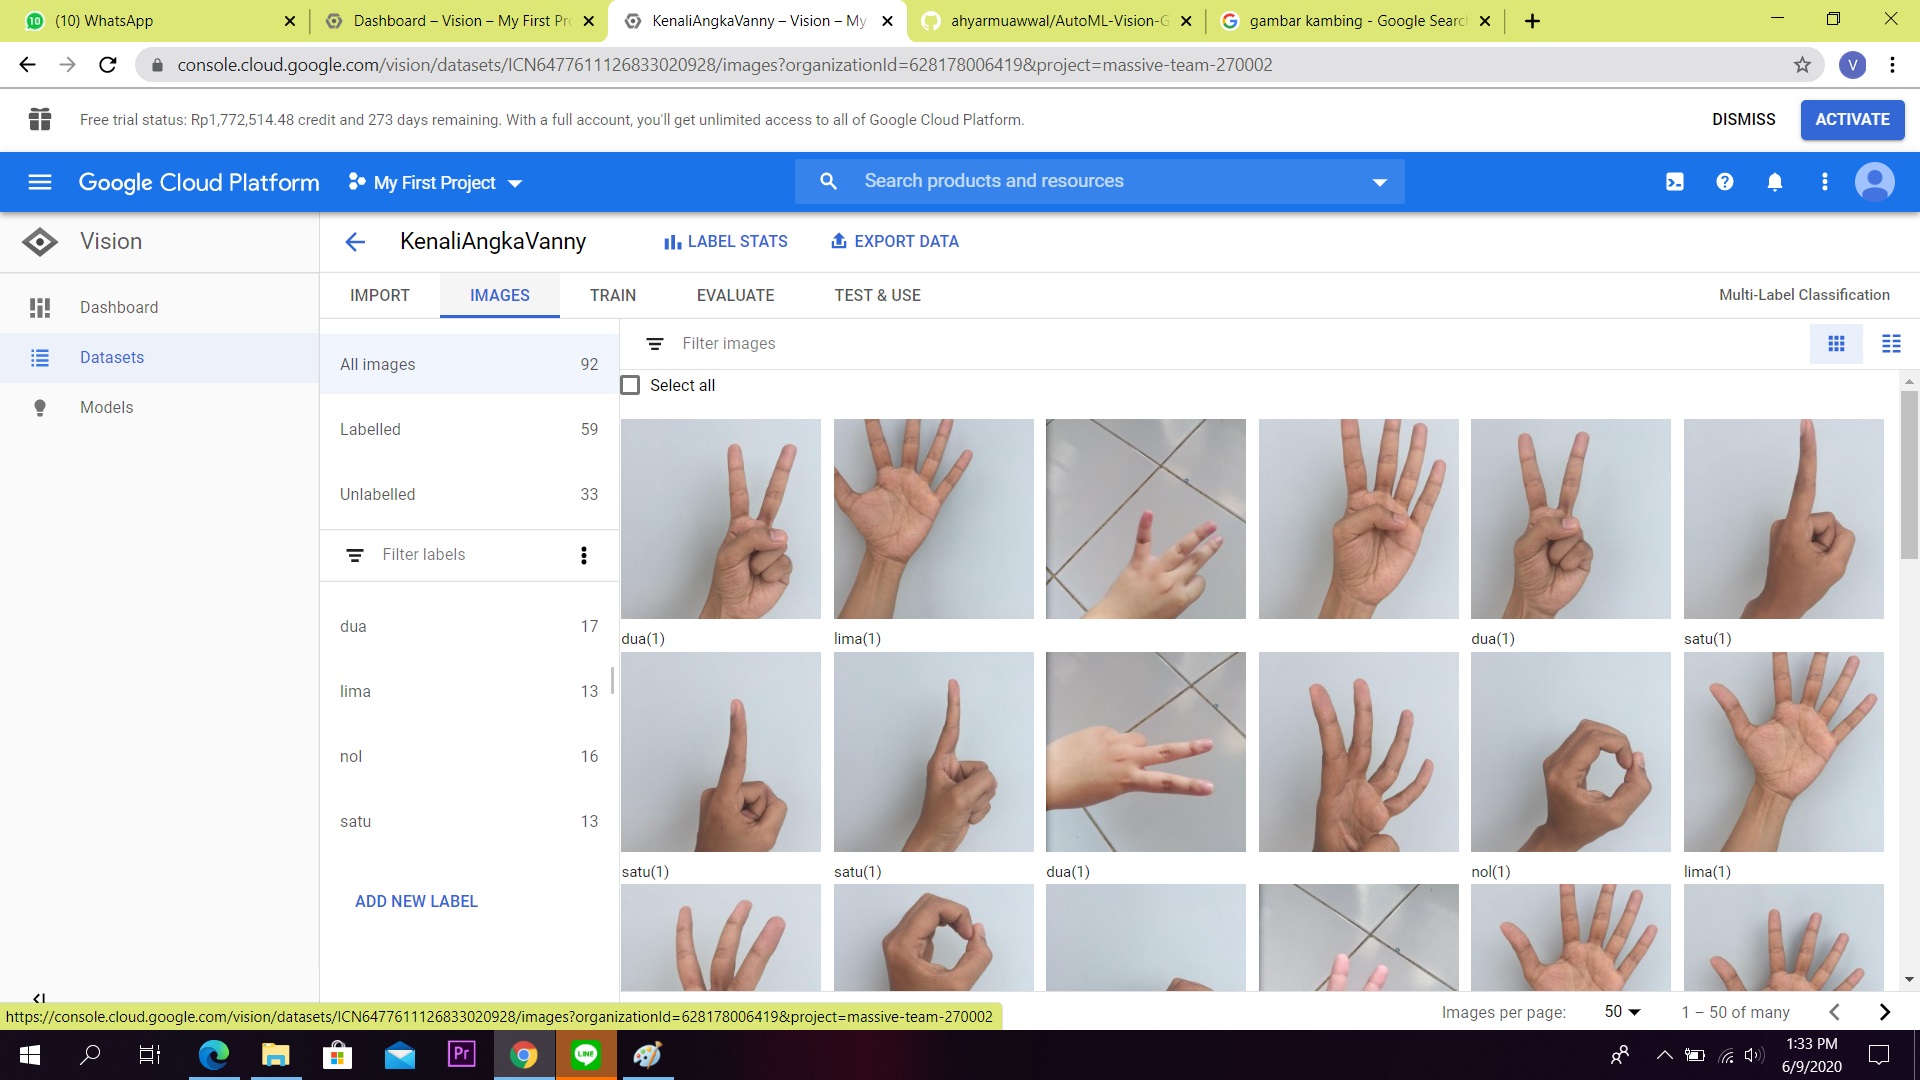 (10) WhatsApp
Dashboard – Vision – My First Pr
KenaliAngkaVanny – Vision – My
ahyarmuawwal/AutoML-Vision-G
gambar kambing - Google Searc
console.cloud.google.com/vision/datasets/ICN6477611126833020928/images?organizationId=628178006419&project=massive-team-270002
V
Free trial status: Rp1,772,514.48 credit and 273 days remaining. With a full account, you'll get unlimited access to all of Google Cloud Platform.
DISMISS
ACTIVATE
Google Cloud Platform
My First Project
Search products and resources
Vision
KenaliAngkaVanny
LABEL STATS
EXPORT DATA
Dashboard
Datasets
Models
IMPORT
IMAGES
TRAIN
EVALUATE
TEST & USE
Multi-Label Classification
All images 92
Labelled 59
Unlabelled 33
Filter labels
dua 17
lima 13
nol 16
satu 13
ADD NEW LABEL
Filter images
Select all
dua(1)
lima(1)
dua(1)
satu(1)
satu(1)
satu(1)
dua(1)
nol(1)
lima(1)
Images per page: 50
1 – 50 of many
https://console.cloud.google.com/vision/datasets/ICN6477611126833020928/images?organizationId=628178006419&project=massive-team-270002
Pr
LINE
1:33 PM
6/9/2020